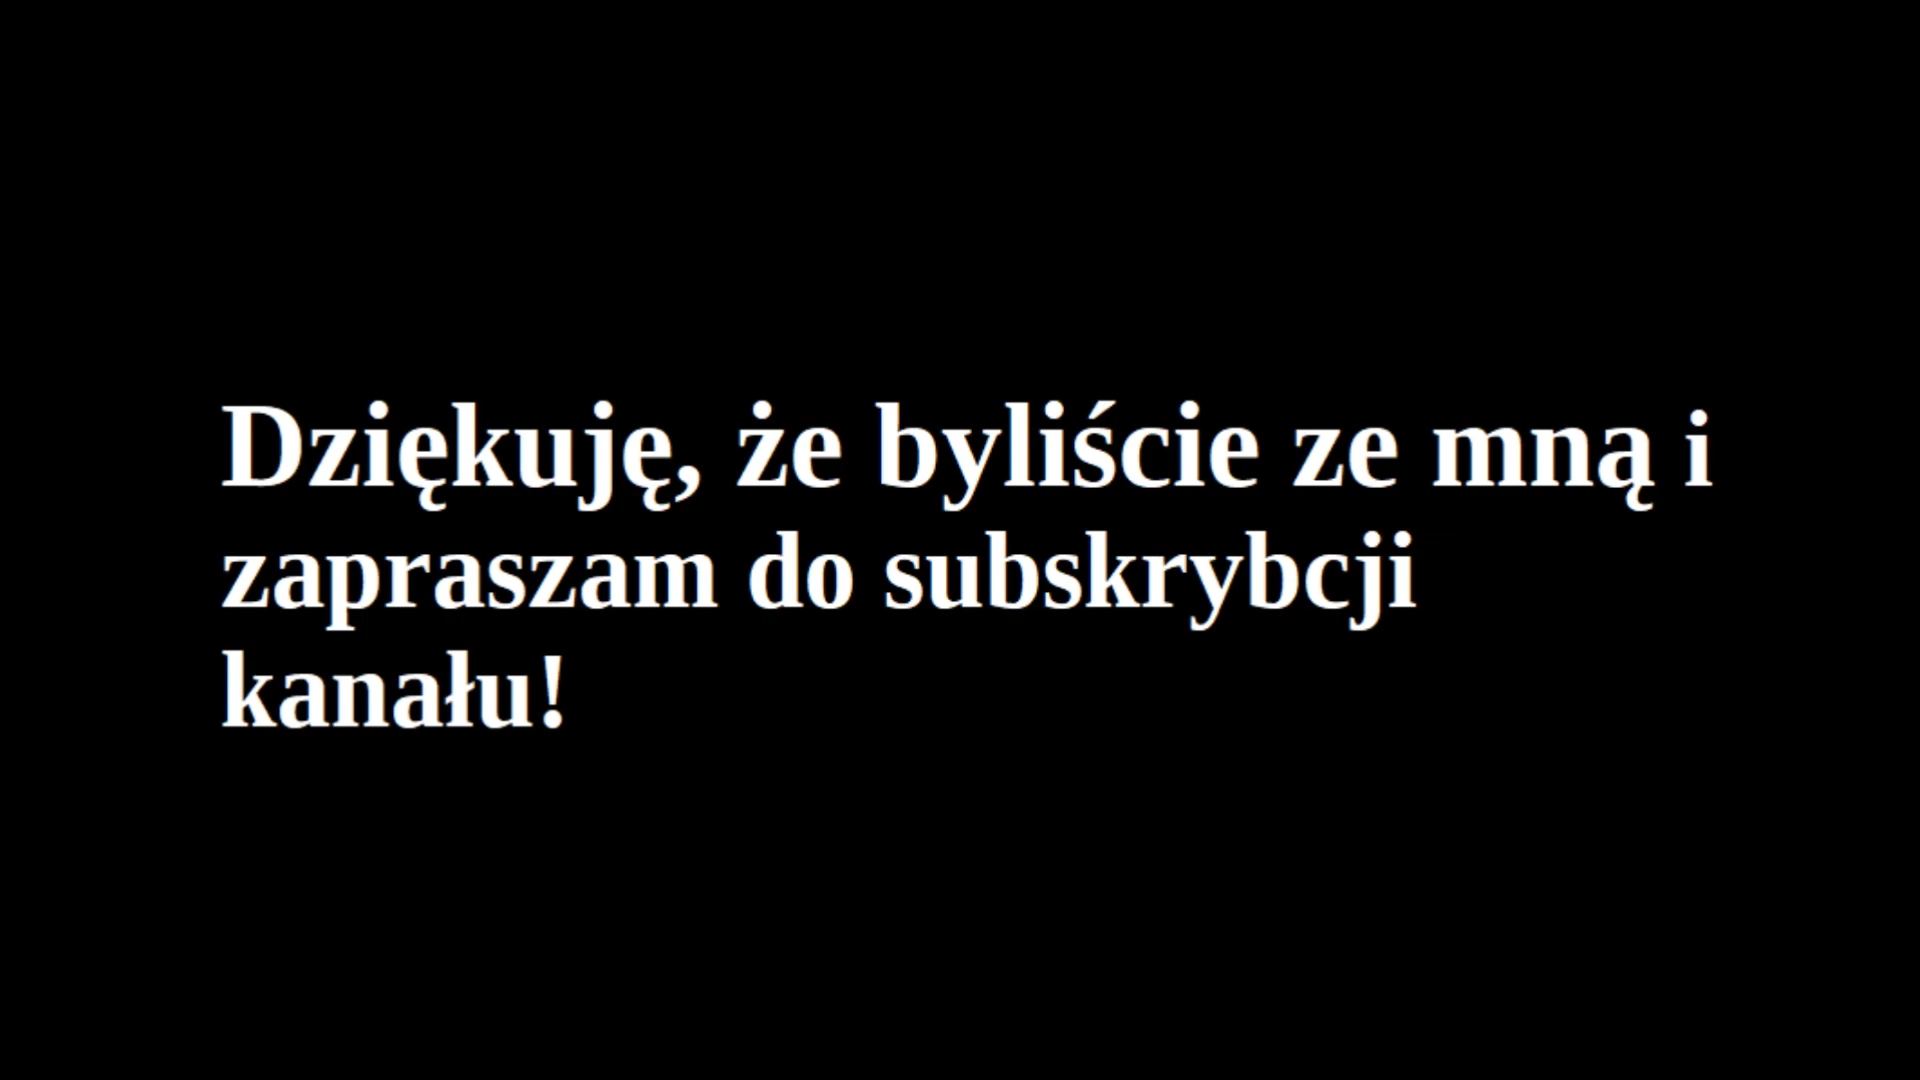 Dziękuję, że byliście ze mną i
zapraszam do subskrybcji
kanału!